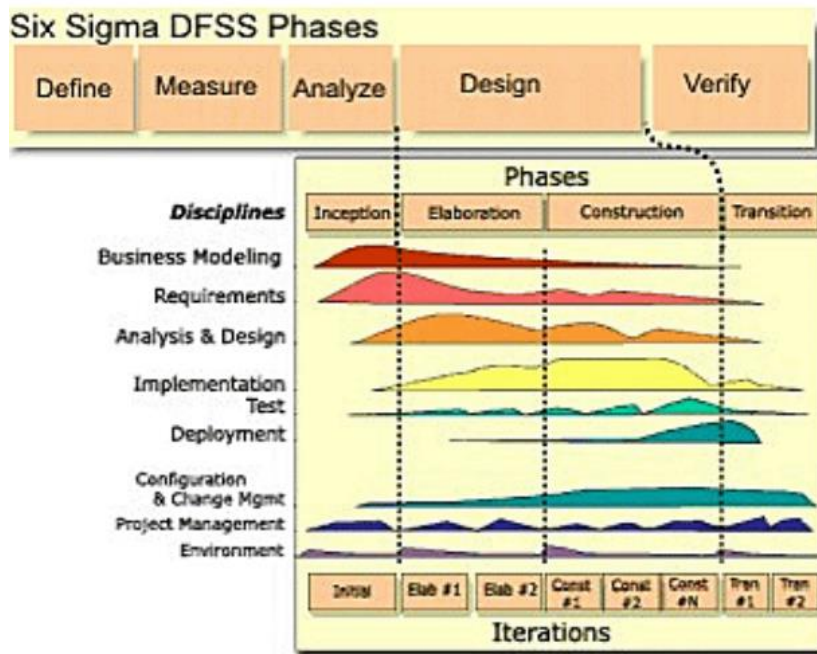 Six Sigma DFSS Phases
Define Measure Analyze Design Verify
Phases
Disciplines Inception Elaboration Construction Transition
Business Modeling
Requirements
Analysis & Design
Implementation
Test
Deployment
Configuration
& Change Mgmt
Project Management
Environment
Initial Elab #1 Elab #2 Const #1 Const #2 Const #N Tran #1 Tran #2
Iterations